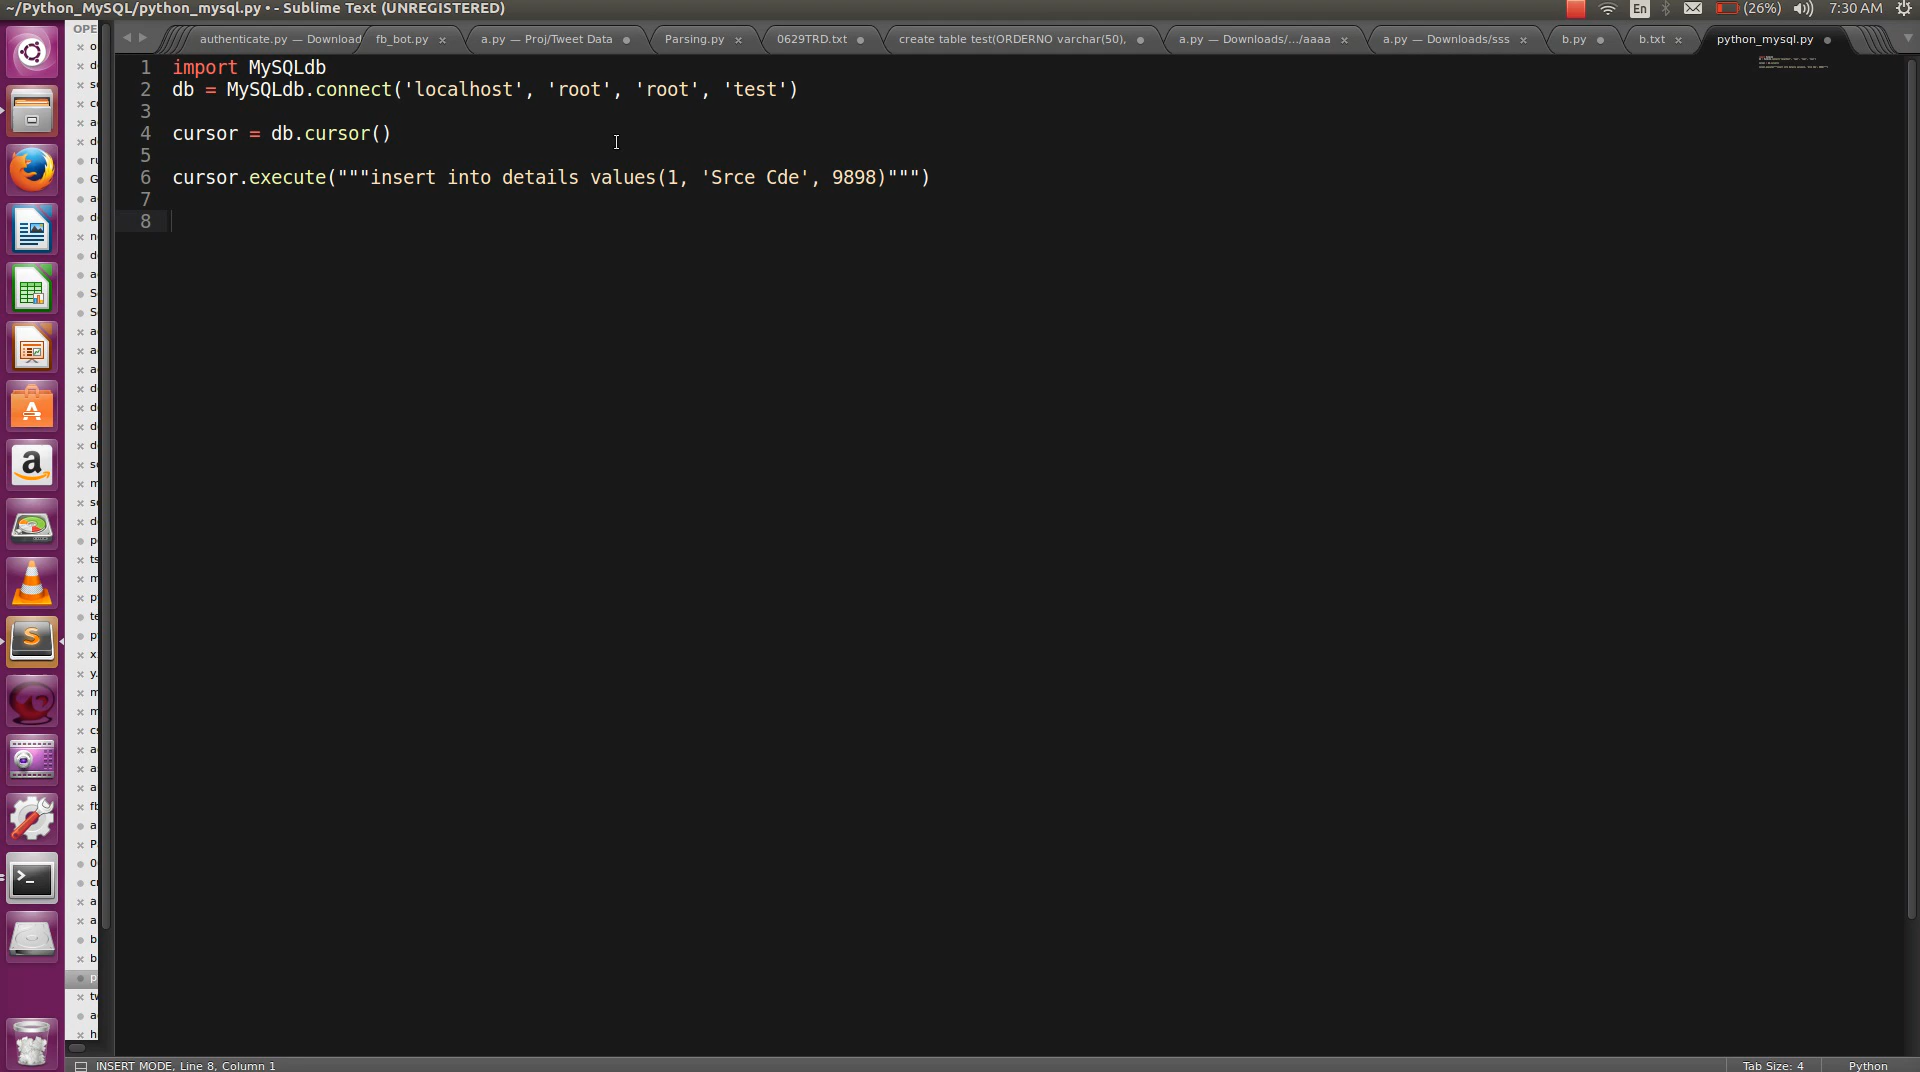 ~/Python_MySQL/python_mysql.py • - Sublime Text (UNREGISTERED)
En
(26%)
7:30 AM
OPE
authenticate.py — Download
fb_bot.py
a.py — Proj/Tweet Data
Parsing.py
0629TRD.txt
create table test(ORDERNO varchar(50),
a.py — Downloads/.../aaaa
a.py — Downloads/sss
b.py
b.txt
python_mysql.py
1 import MySQLdb
2 db = MySQLdb.connect('localhost', 'root', 'root', 'test')
3
4 cursor = db.cursor()
5
6 cursor.execute("""insert into details values(1, 'Srce Cde', 9898)""")
7
8
INSERT MODE, Line 8, Column 1
Tab Size: 4
Python